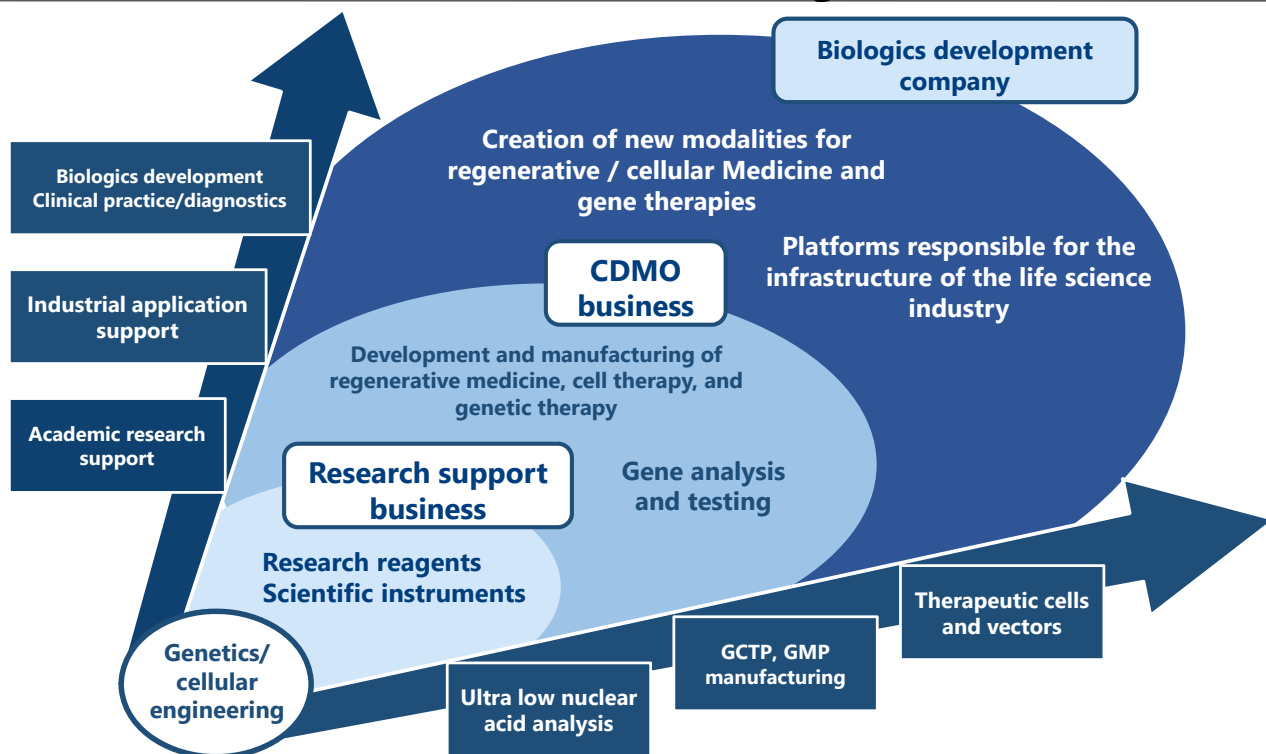 Biologics development
company
Creation of new modalities for
regenerative / cellular Medicine and
gene therapies
Biologics development
Clinical practice/diagnostics
Platforms responsible for the
infrastructure of the life science
industry
CDMO
business
Industrial application
support
Development and manufacturing of
regenerative medicine, cell therapy, and
genetic therapy
Academic research
support
Research support
business
Gene analysis
and testing
Research reagents
Scientific instruments
Therapeutic cells
and vectors
Genetics/
cellular
engineering
GCTP, GMP
manufacturing
Ultra low nuclear
acid analysis